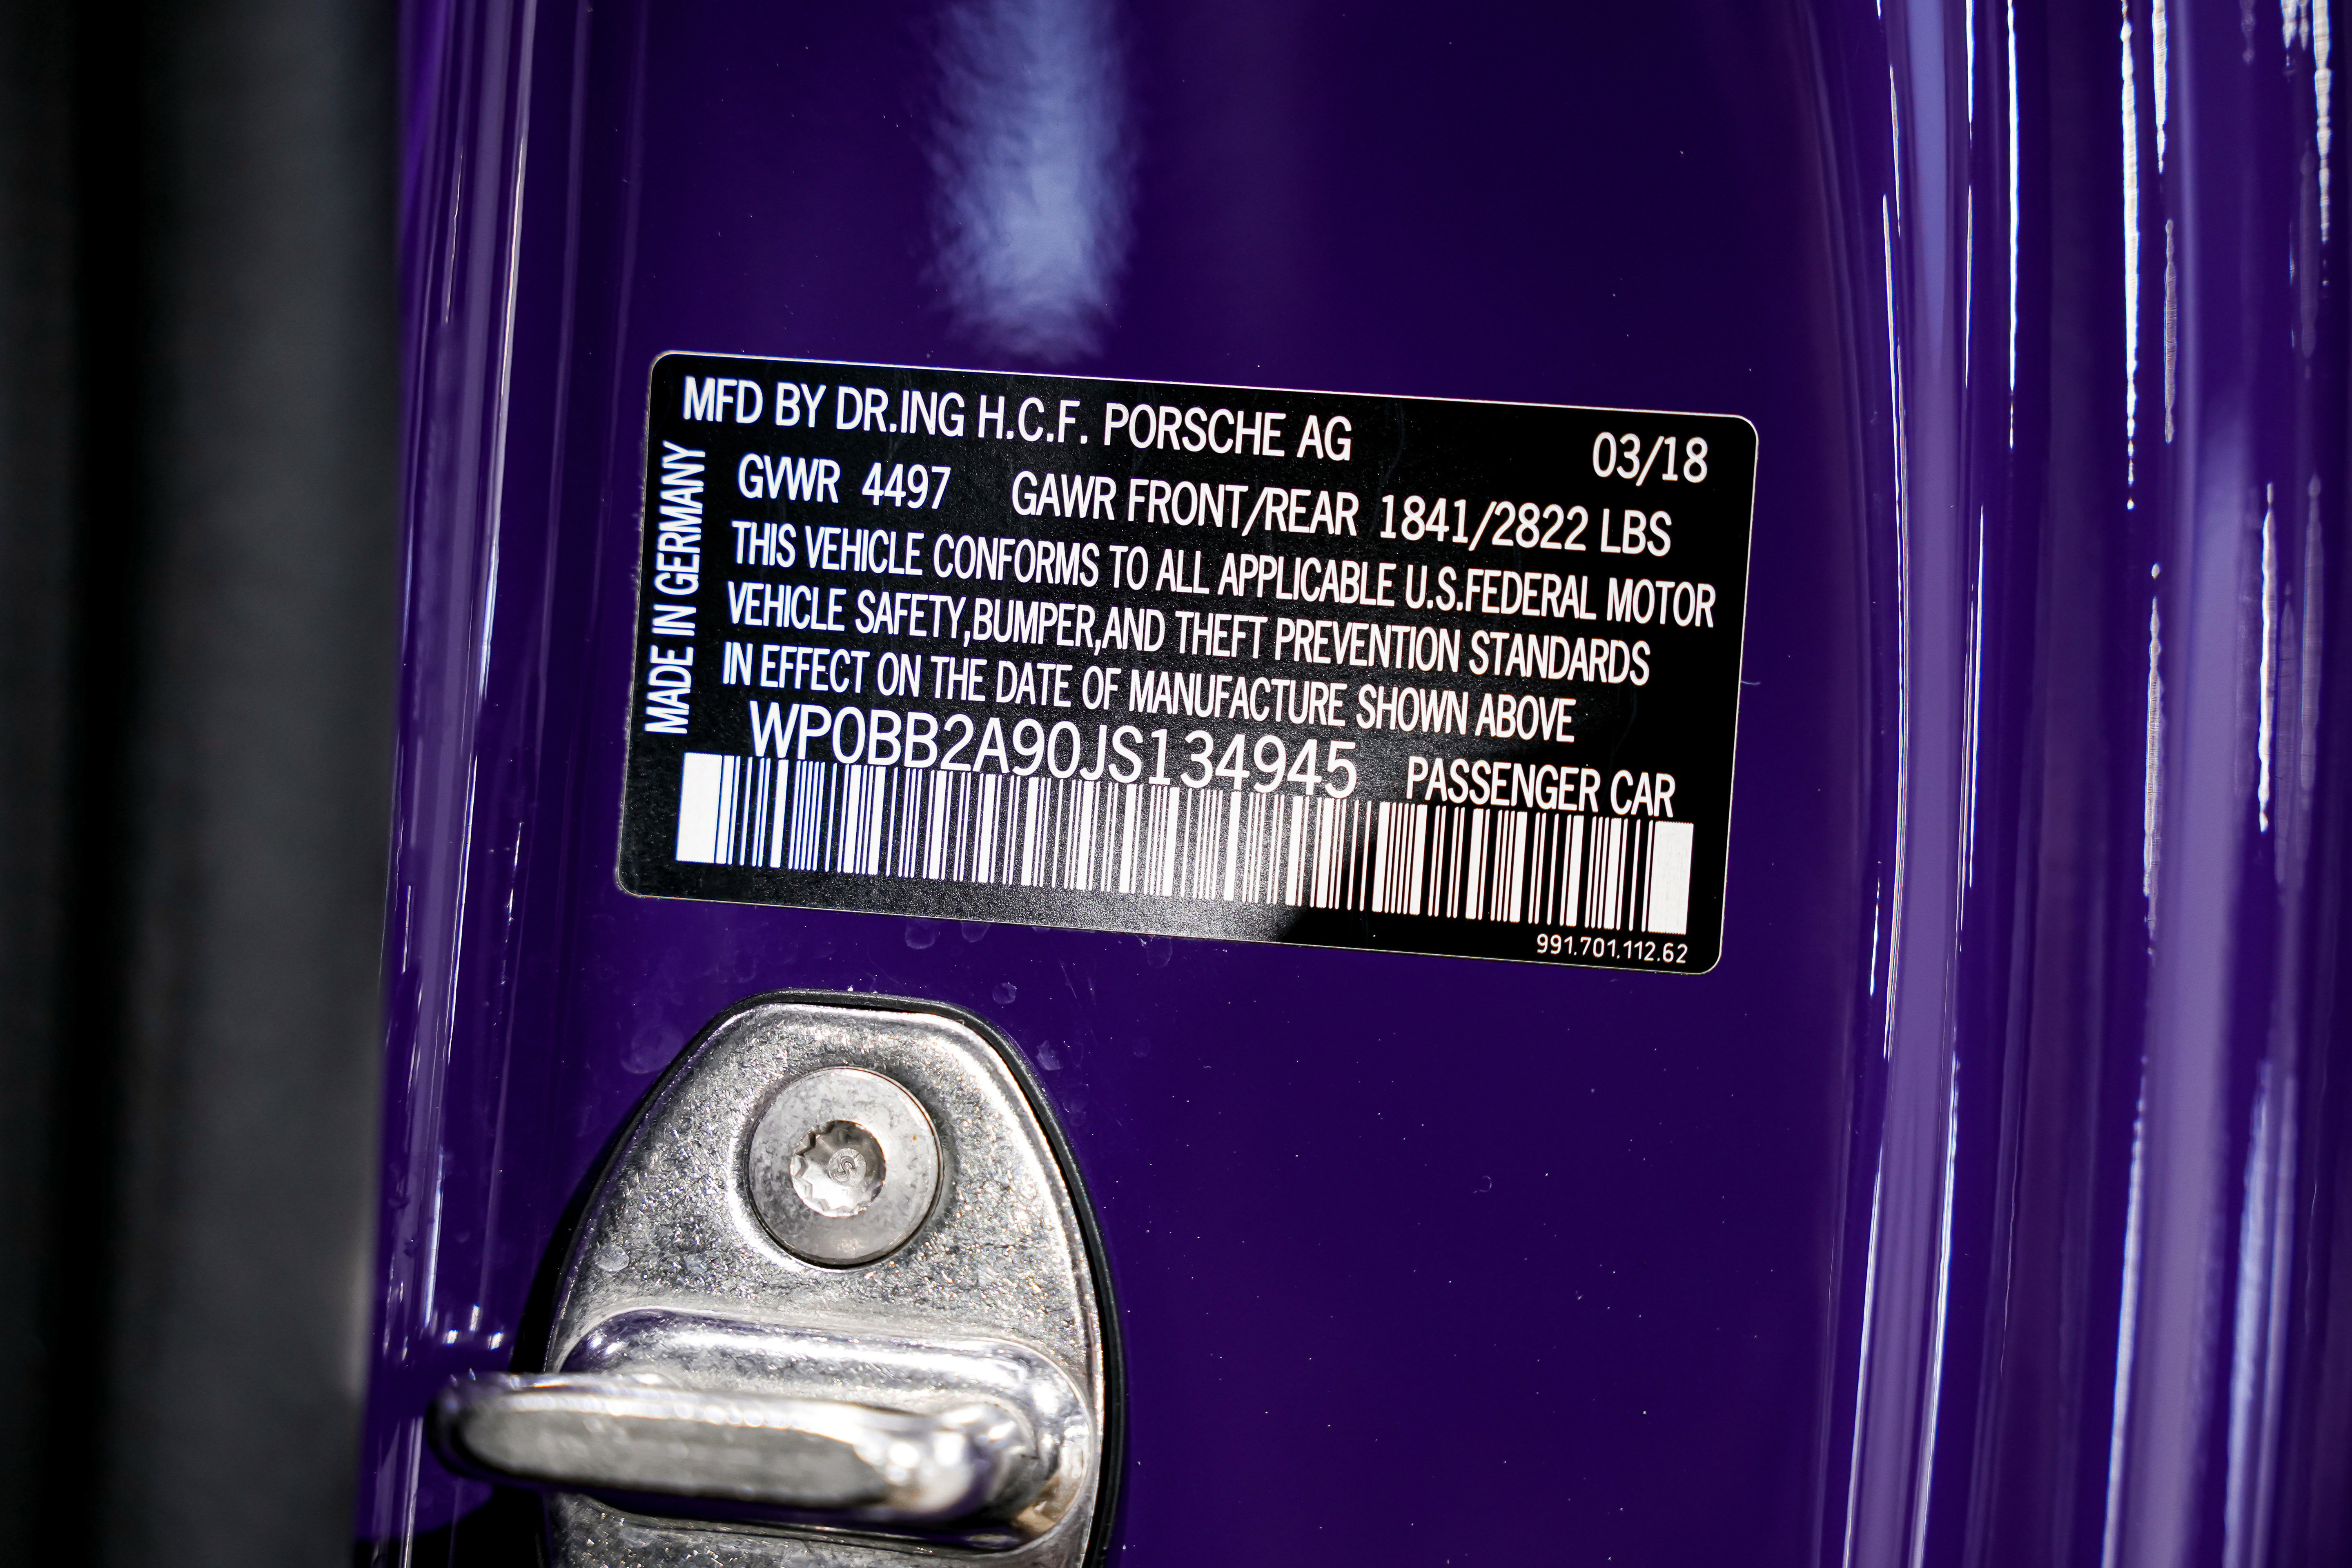 MFD BY DR.ING H.C.F. PORSCHE AG 03/18
GVWR 4497 GAWR FRONT/REAR 1841/2822 LBS
THIS VEHICLE CONFORMS TO ALL APPLICABLE U.S.FEDERAL MOTOR
VEHICLE SAFETY,BUMPER,AND THEFT PREVENTION STANDARDS
IN EFFECT ON THE DATE OF MANUFACTURE SHOWN ABOVE
WP0BB2A90JS134945 PASSENGER CAR
991.701.112.62
MADE IN GERMANY